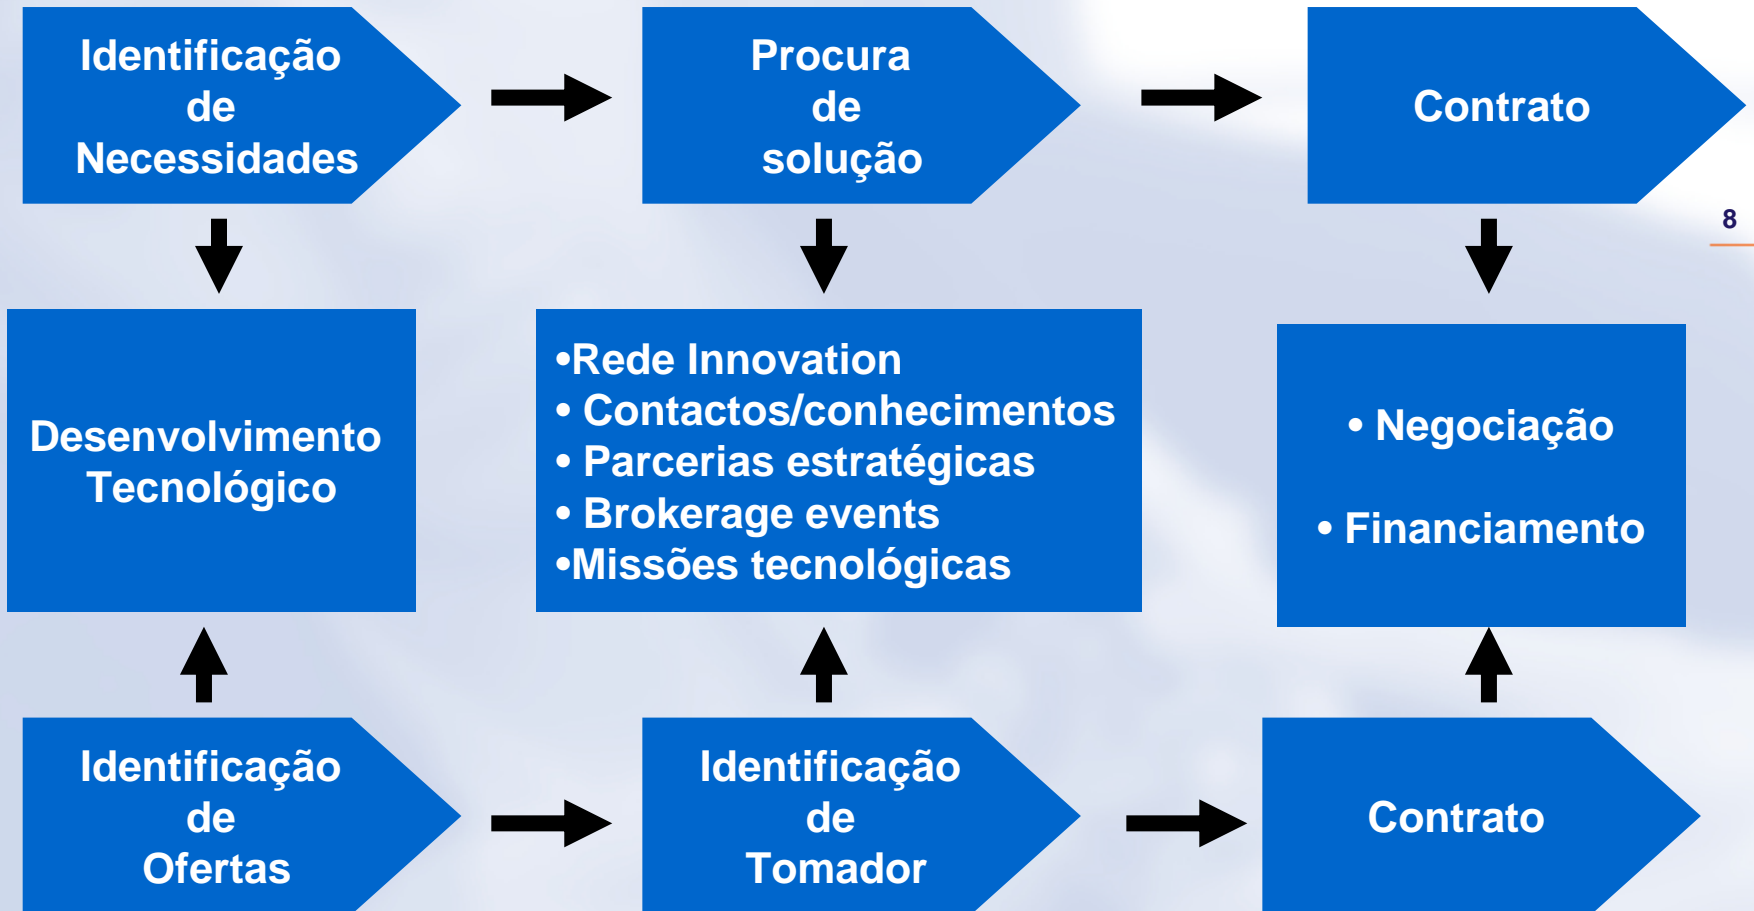 Identificação
de
Necessidades
Procura
de
solução
Contrato
8
Desenvolvimento
Tecnológico
•Rede Innovation
• Contactos/conhecimentos
• Parcerias estratégicas
• Brokerage events
•Missões tecnológicas
• Negociação
• Financiamento
Identificação
de
Ofertas
Identificação
de
Tomador
Contrato